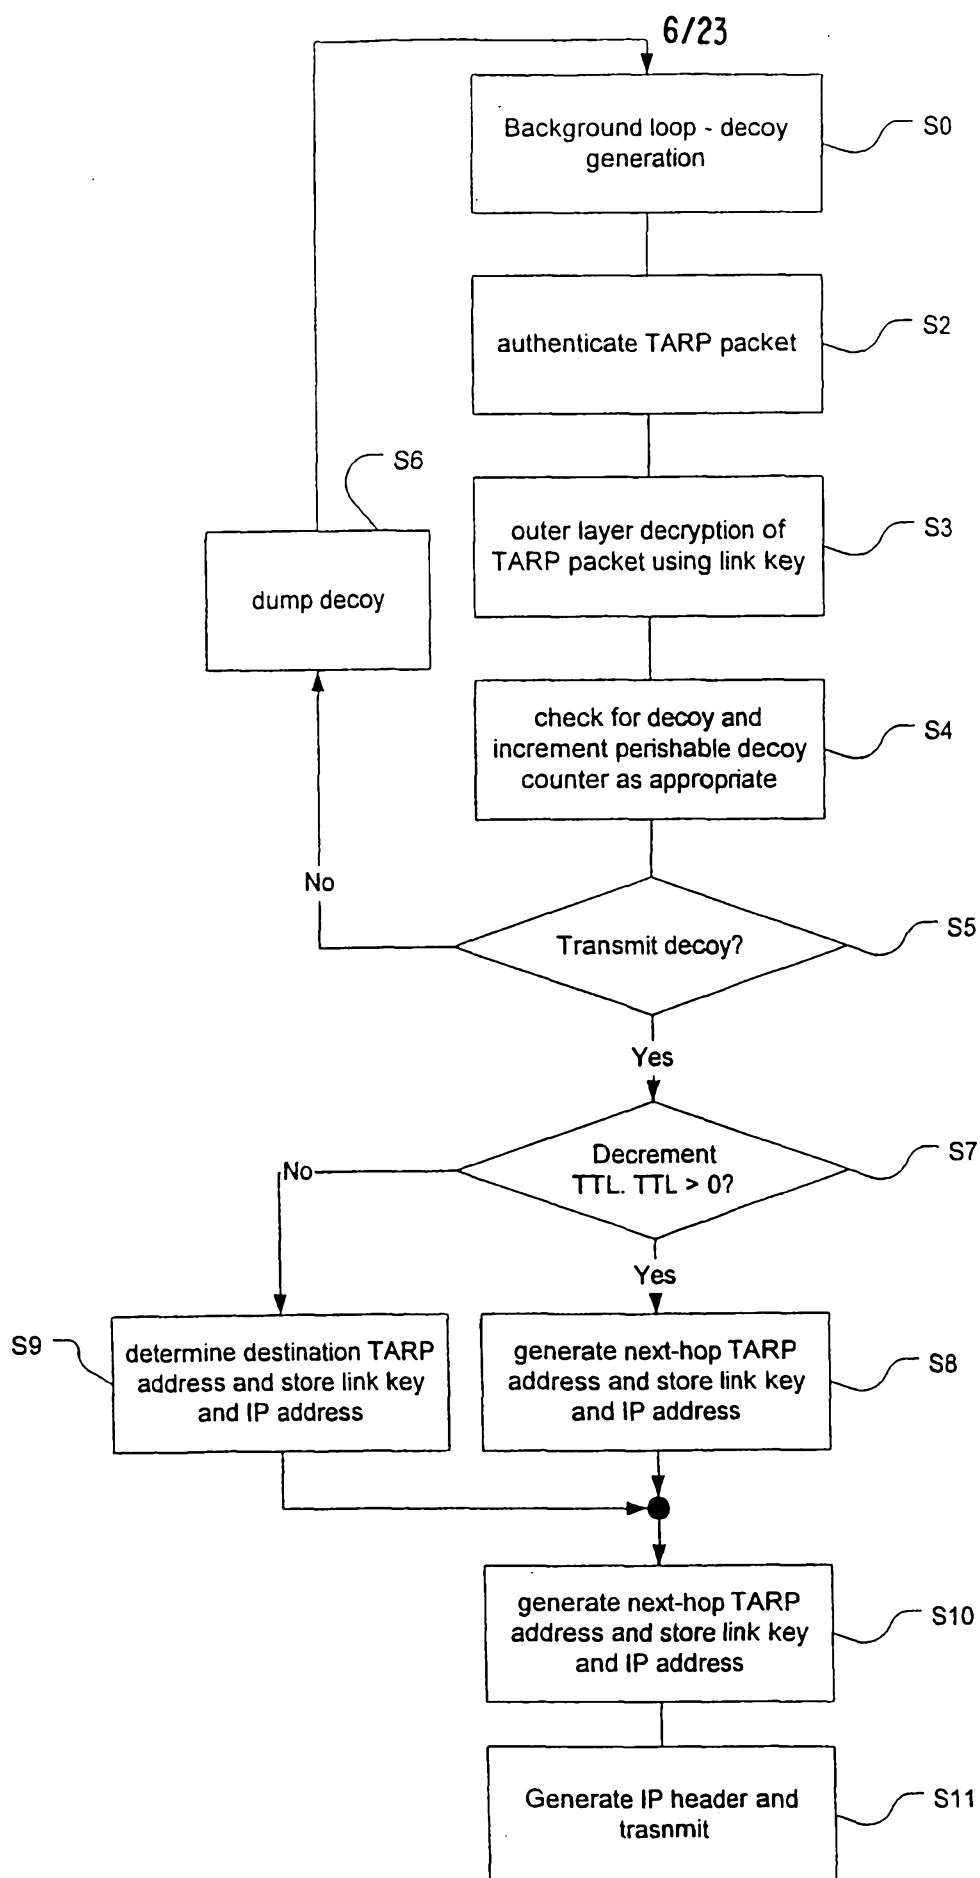 6/23
Background loop - decoy
generation
S0
authenticate TARP packet
S2
S6
outer layer decryption of
TARP packet using link key
S3
dump decoy
check for decoy and
increment perishable decoy
counter as appropriate
S4
No
Transmit decoy?
S5
Yes
Decrement
TTL. TTL > 0?
S7
No
Yes
S9
determine destination TARP
address and store link key
and IP address
generate next-hop TARP
address and store link key
and IP address
S8
generate next-hop TARP
address and store link key
and IP address
S10
Generate IP header and
trasnmit
S11